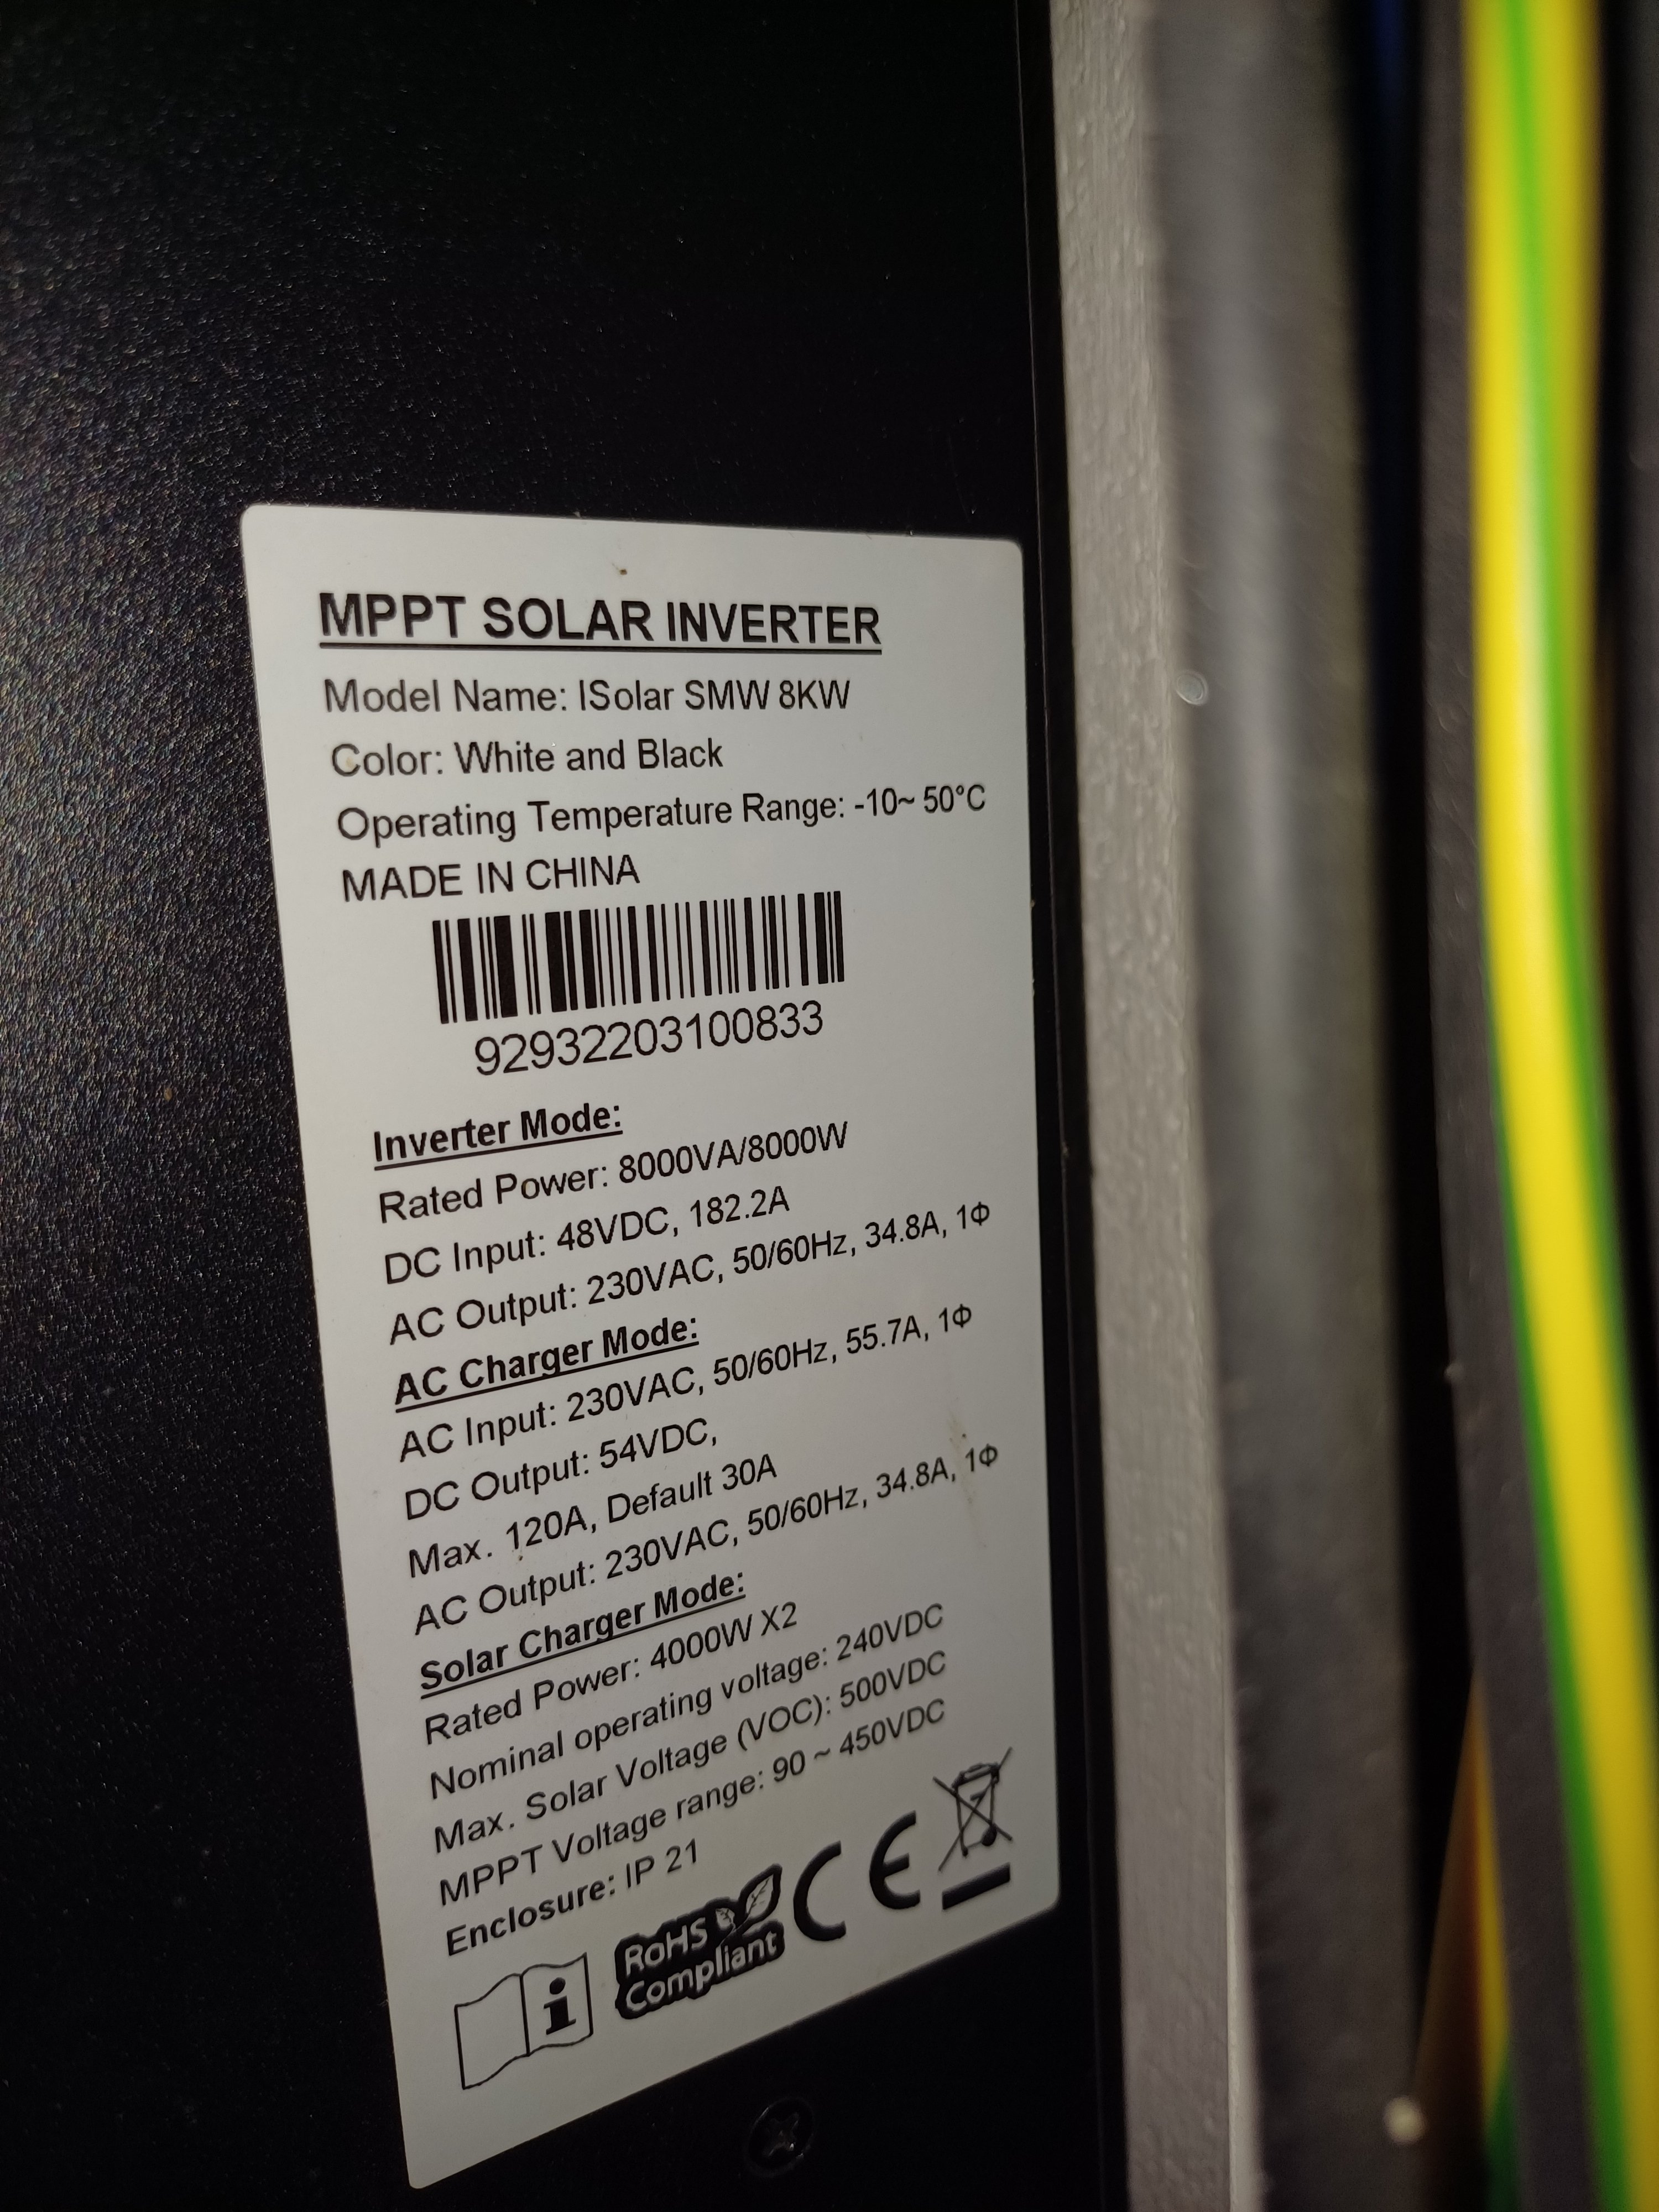 MPPT SOLAR INVERTER
Model Name: ISolar SMW 8KW
Color: White and Black
Operating Temperature Range: -10~ 50°C
MADE IN CHINA
92932203100833
Inverter Mode:
Rated Power: 8000VA/8000W
DC Input: 48VDC, 182.2A
AC Output: 230VAC, 50/60Hz, 34.8A, 1Φ
AC Charger Mode:
AC Input: 230VAC, 50/60Hz, 55.7A, 1Φ
DC Output: 54VDC,
Max. 120A, Default 30A
AC Output: 230VAC, 50/60Hz, 34.8A, 1Φ
Solar Charger Mode:
Rated Power: 4000W X2
Nominal operating voltage: 240VDC
Max. Solar Voltage (VOC): 500VDC
MPPT Voltage range: 90 ~ 450VDC
Enclosure: IP 21
i
RoHS
Compliant
CE